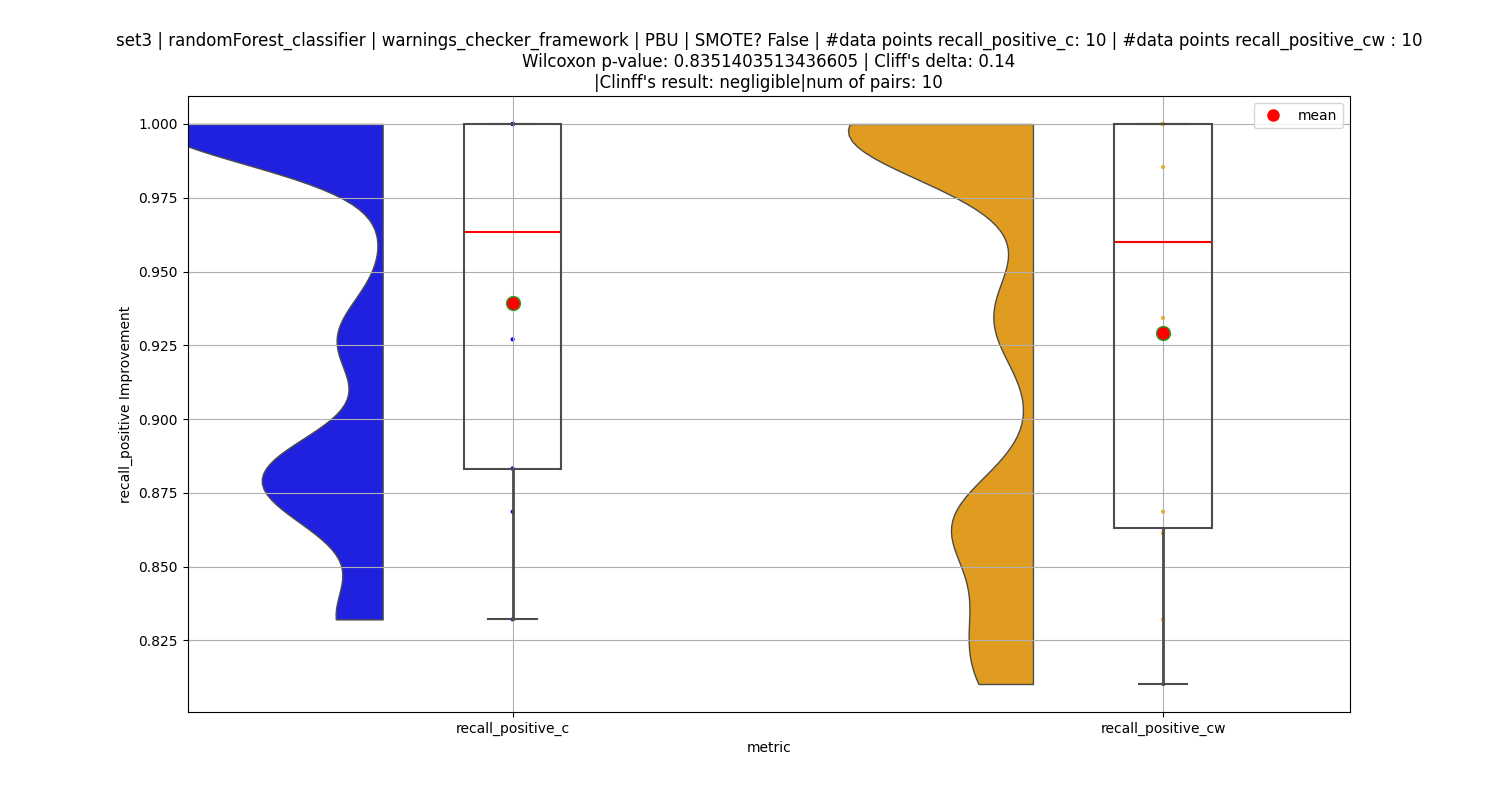 set3 | randomForest_classifier | warnings_checker_framework | PBU | SMOTE? False | #data points recall_positive_c: 10 | #data points recall_positive_cw : 10
Wilcoxon p-value: 0.8351403513436605 | Cliff's delta: 0.14
|Clinff's result: negligible|num of pairs: 10
mean
1.000
0.975
0.950
0.925
0.900
0.875
0.850
0.825
recall_positive Improvement
recall_positive_c
recall_positive_cw
metric